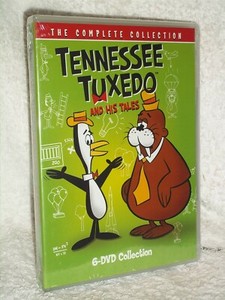 THE COMPLETE COLLECTION
TENNESSEE
TUXEDO
AND HIS TALES
6-DVD Collection